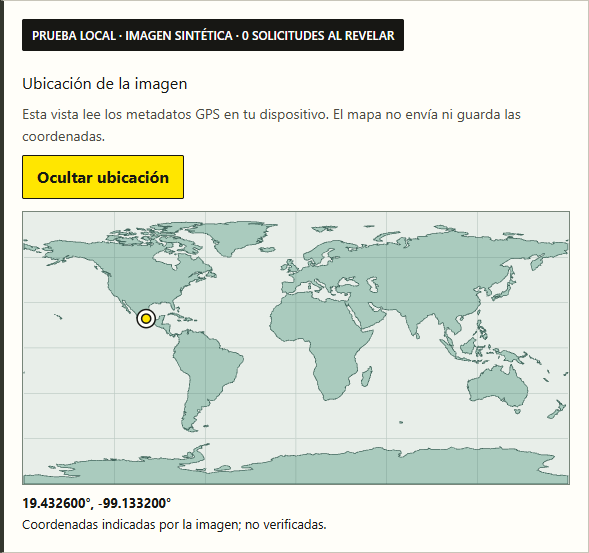 PRUEBA LOCAL · IMAGEN SINTÉTICA · 0 SOLICITUDES AL REVELAR
Ubicación de la imagen
Esta vista lee los metadatos GPS en tu dispositivo. El mapa no envía ni guarda las
coordenadas.
Ocultar ubicación
19.432600°, -99.133200°
Coordenadas indicadas por la imagen; no verificadas.